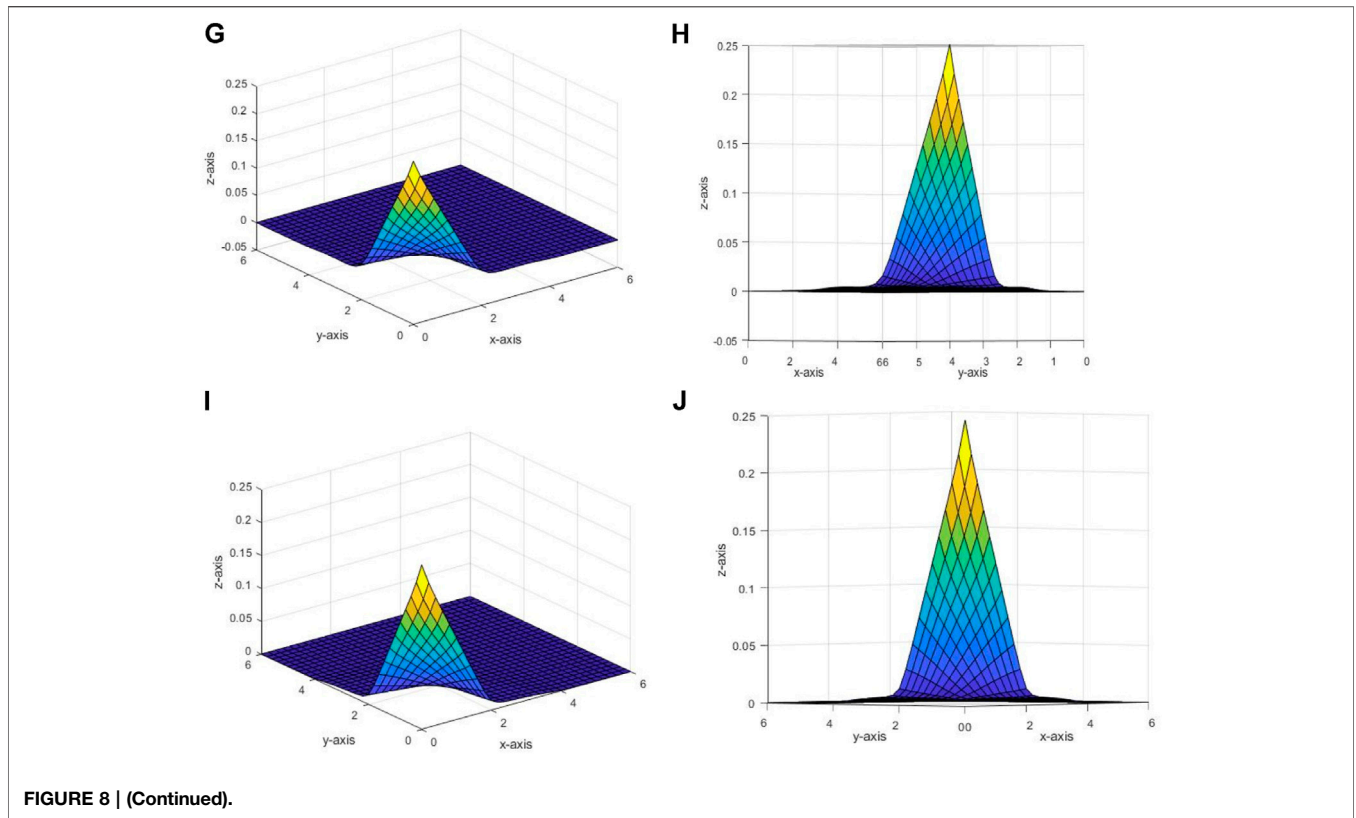 G
0.25
0.2
0.15
0.1
0.05
0
-0.05
z-axis
6
4
2
0
y-axis
0
2
4
6
x-axis
H
0.25
0.2
0.15
0.1
0.05
0
-0.05
z-axis
0 2 4 66 5 4 3 2 1 0
x-axis y-axis
I
0.25
0.2
0.15
0.1
0.05
0
z-axis
6
4
2
0
y-axis
0
2
4
6
x-axis
J
0.25
0.2
0.15
0.1
0.05
0
z-axis
6 4 2 00 2 4 6
y-axis x-axis
FIGURE 8 | (Continued).